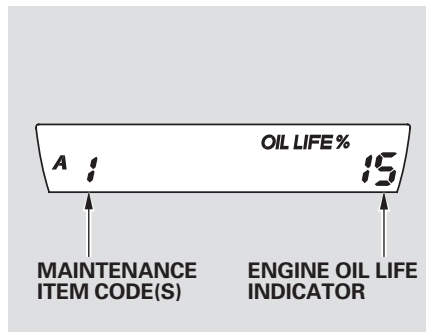 OIL LIFE %
A 1 15
MAINTENANCE ITEM CODE(S)
ENGINE OIL LIFE INDICATOR